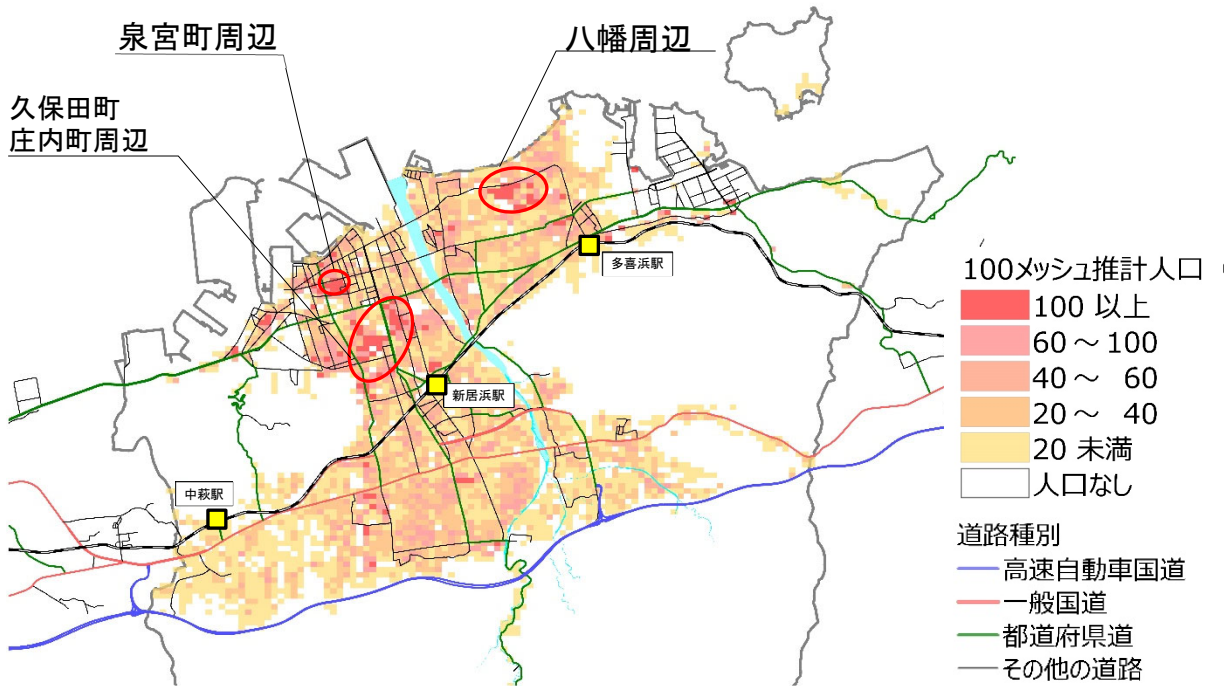 泉宮町周辺
八幡周辺
久保田町
庄内町周辺
多喜浜駅
新居浜駅
中萩駅
100メッシュ推計人口
100 以上
60 ～ 100
40 ～ 60
20 ～ 40
20 未満
人口なし
道路種別
高速自動車国道
一般国道
都道府県道
その他の道路